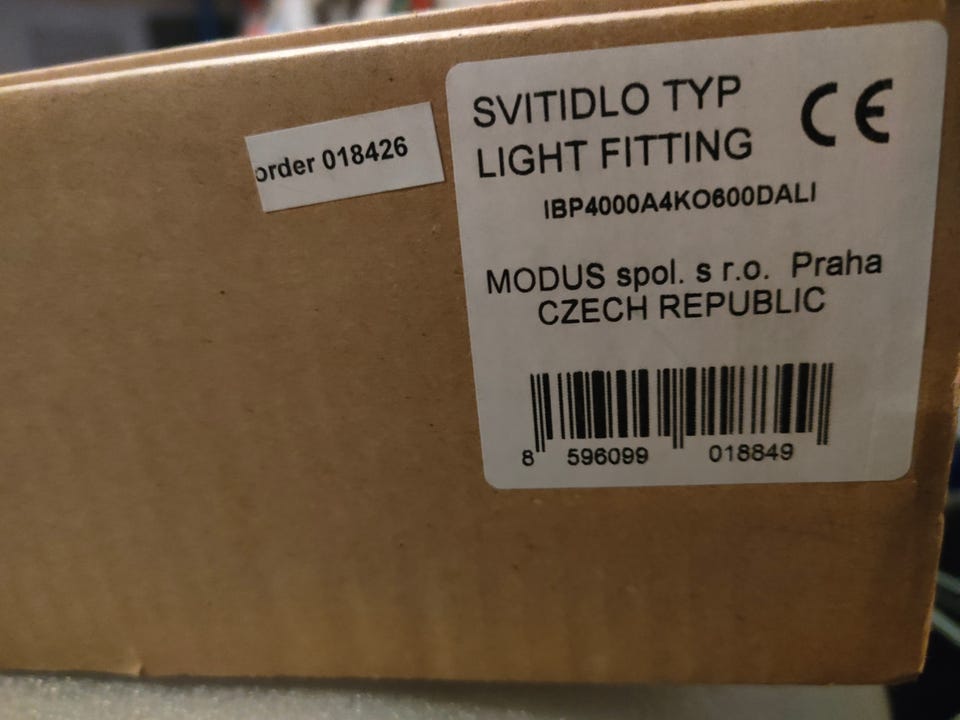 order 018426
SVITIDLO TYP
LIGHT FITTING
CE
IBP4000A4KO600DALI
MODUS spol. s r.o. Praha
CZECH REPUBLIC
8 596099 018849